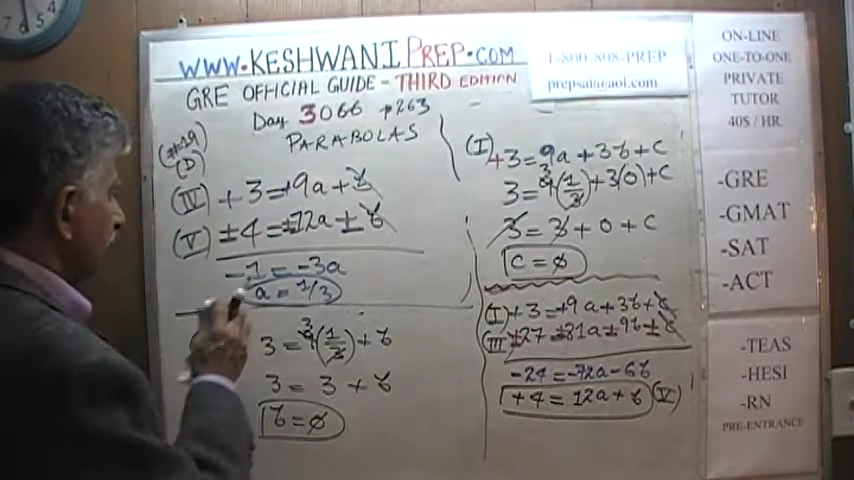 WWW.KESHWANIPREP.COM
GRE OFFICIAL GUIDE - THIRD EDITION
Day 3066 #263
PARABOLAS
(#19)
(D)
(IV) +3 = +9a + b
(V) ±4 = ±12a ± b
-1 = -3a
a = 1/3
3 = 9(1/3) + b
3 = 3 + b
b = 0
(I) +3 = 9a + 3b + c
3 = 9(1/3) + 3(0) + c
3 = 3 + 0 + c
c = 0
(I) +3 = +9a + 3b + c
(III) ±27 = ±81a ± 9b ± c
-24 = -72a - 6b
+4 = 12a + b (V)
1-800-808-PREP
prepsat@aol.com
ON-LINE
ONE-TO-ONE
PRIVATE
TUTOR
40$ / HR.
-GRE
-GMAT
-SAT
-ACT
-TEAS
-HESI
-RN
PRE-ENTRANCE